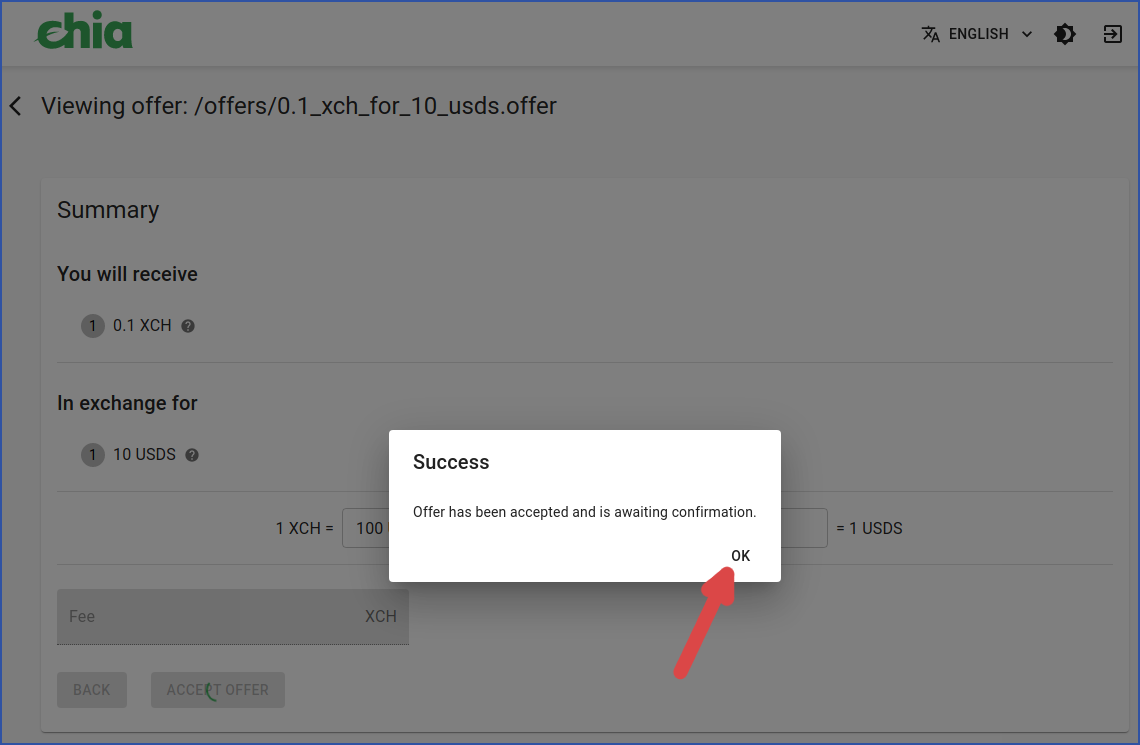 chia
ENGLISH
Viewing offer: /offers/0.1_xch_for_10_usds.offer
Summary
You will receive
1 0.1 XCH ?
In exchange for
1 10 USDS ?
Success
Offer has been accepted and is awaiting confirmation.
1 XCH = 100 = 1 USDS
OK
Fee XCH
BACK ACCEPT OFFER